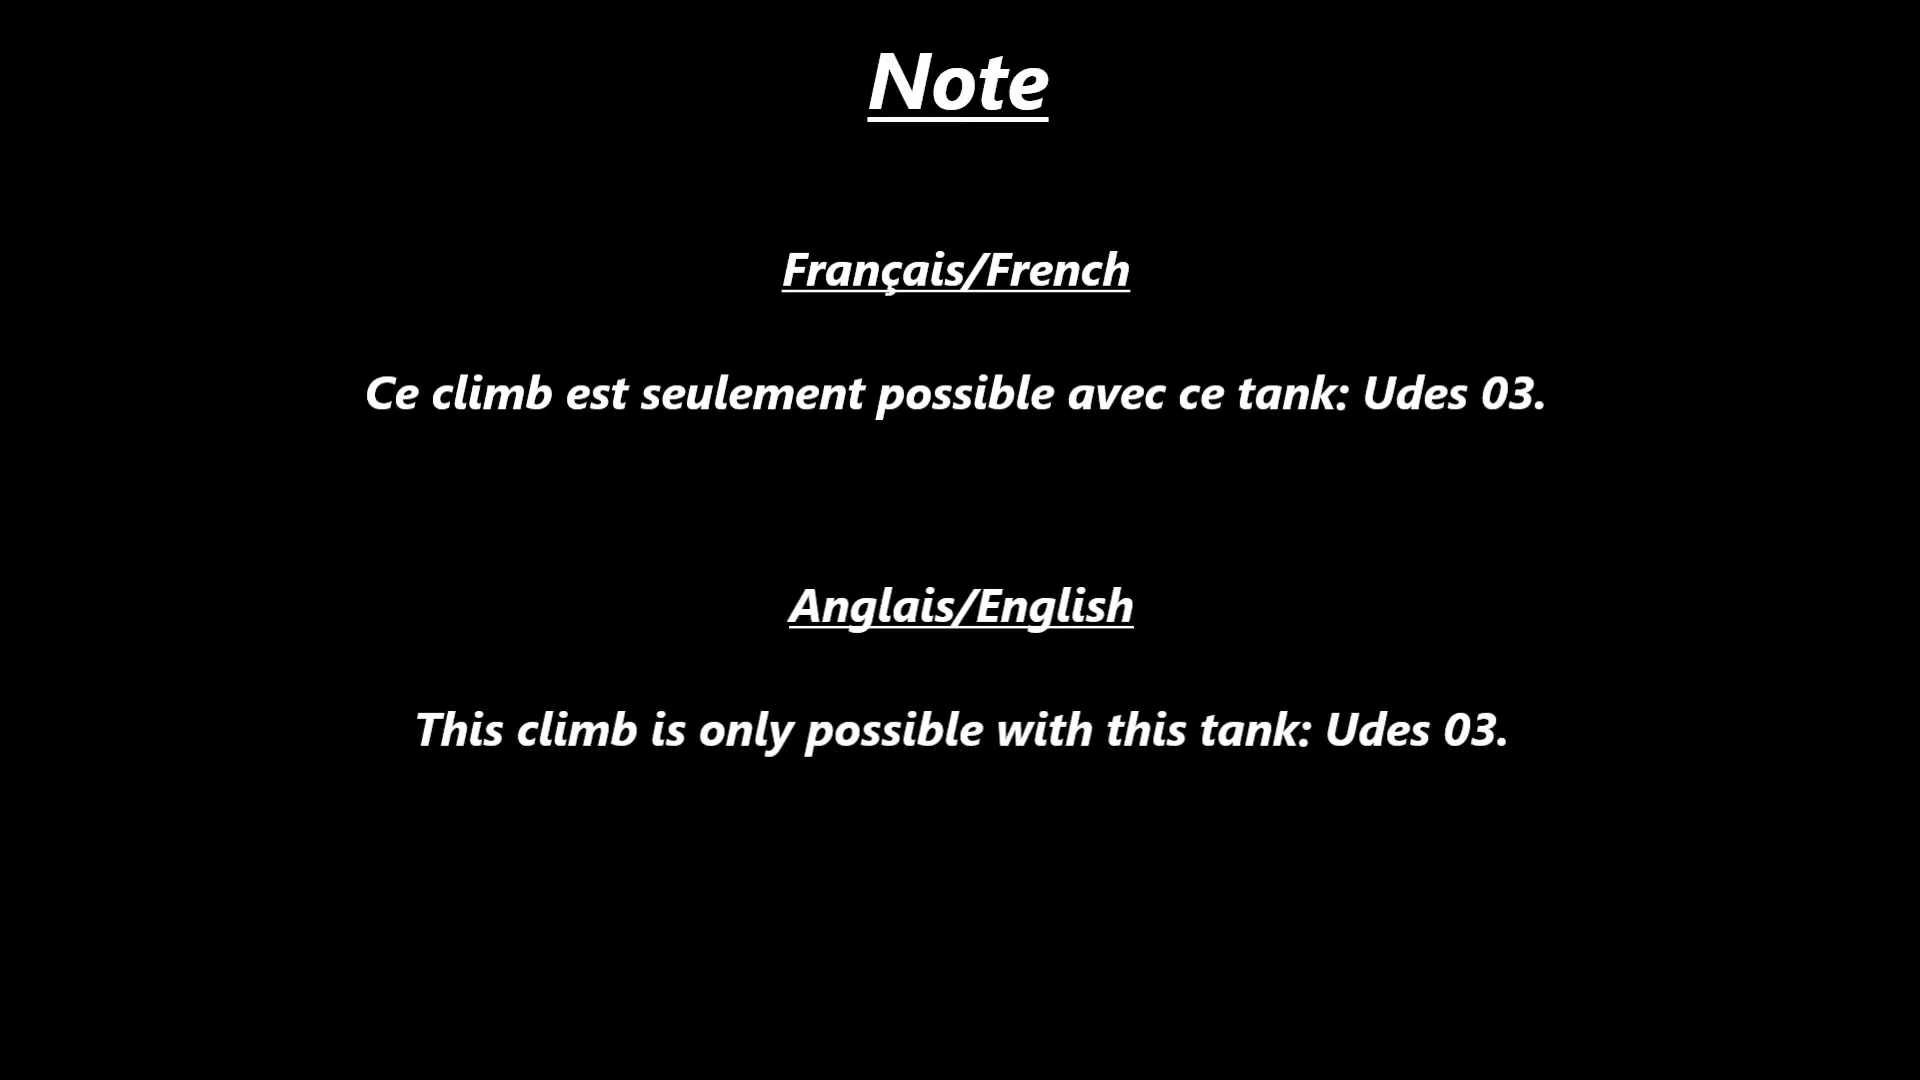 Note
Français/French
Ce climb est seulement possible avec ce tank: Udes 03.
Anglais/English
This climb is only possible with this tank: Udes 03.